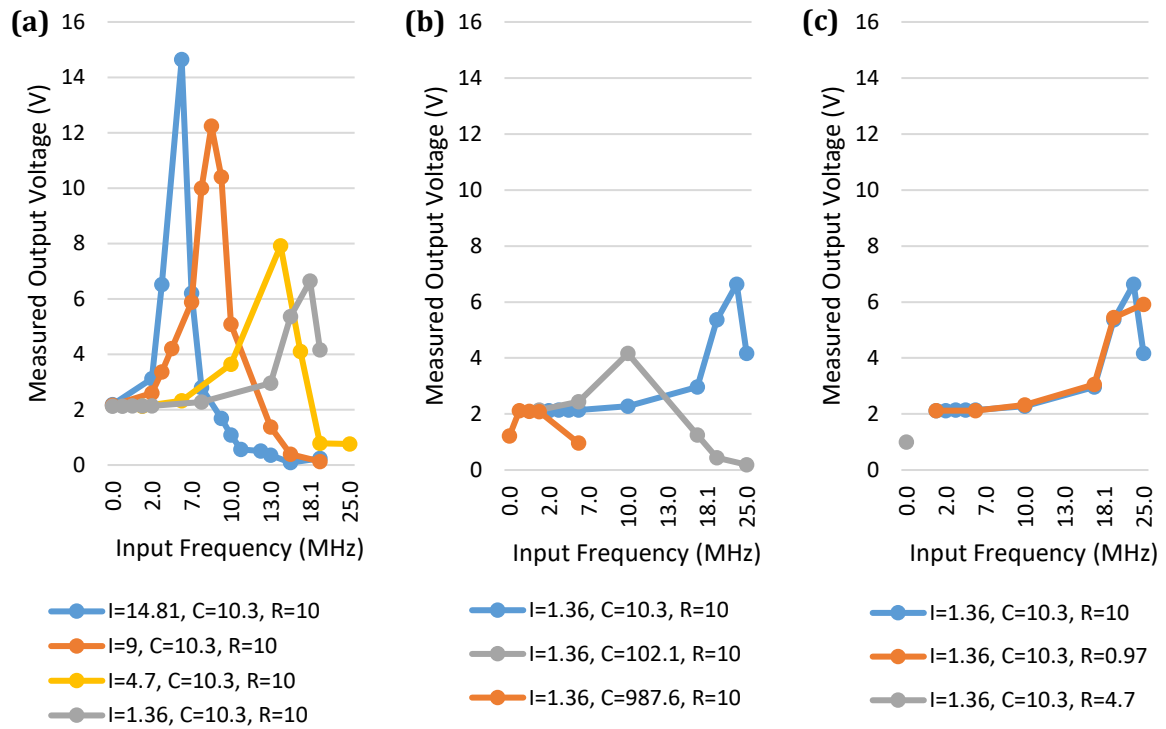 (a)
16
14
12
10
8
6
4
2
0
Measured Output Voltage (V)
0.0 2.0 7.0 10.0 13.0 18.1 25.0
Input Frequency (MHz)
I=14.81, C=10.3, R=10
I=9, C=10.3, R=10
I=4.7, C=10.3, R=10
I=1.36, C=10.3, R=10
(b)
16
14
12
10
8
6
4
2
0
Measured Output Voltage (V)
0.0 2.0 7.0 10.0 13.0 18.1 25.0
Input Frequency (MHz)
I=1.36, C=10.3, R=10
I=1.36, C=102.1, R=10
I=1.36, C=987.6, R=10
(c)
16
14
12
10
8
6
4
2
0
Measured Output Voltage (V)
0.0 2.0 7.0 10.0 13.0 18.1 25.0
Input Frequency (MHz)
I=1.36, C=10.3, R=10
I=1.36, C=10.3, R=0.97
I=1.36, C=10.3, R=4.7